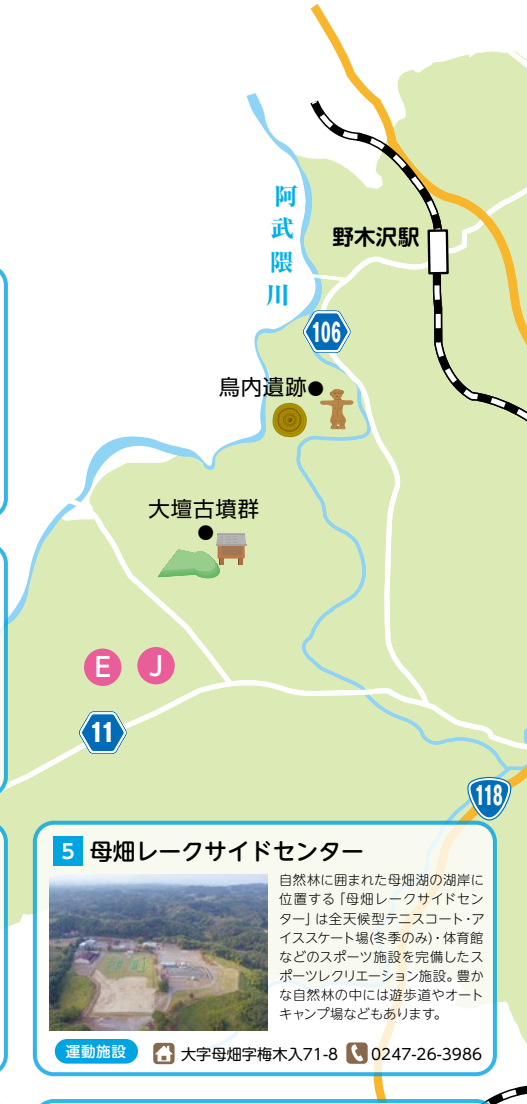 阿武隈川
野木沢駅
106
鳥内遺跡
大壇古墳群
E J
11
118
5 母畑レークサイドセンター
自然林に囲まれた母畑湖の湖岸に
位置する「母畑レークサイドセン
ター」は全天候型テニスコート・ア
イススケート場(冬季のみ)・体育館
などのスポーツ施設を完備したス
ポーツレクリエーション施設。豊か
な自然林の中には遊歩道やオート
キャンプ場などもあります。
運動施設 大字母畑字梅木入71-8 0247-26-3986